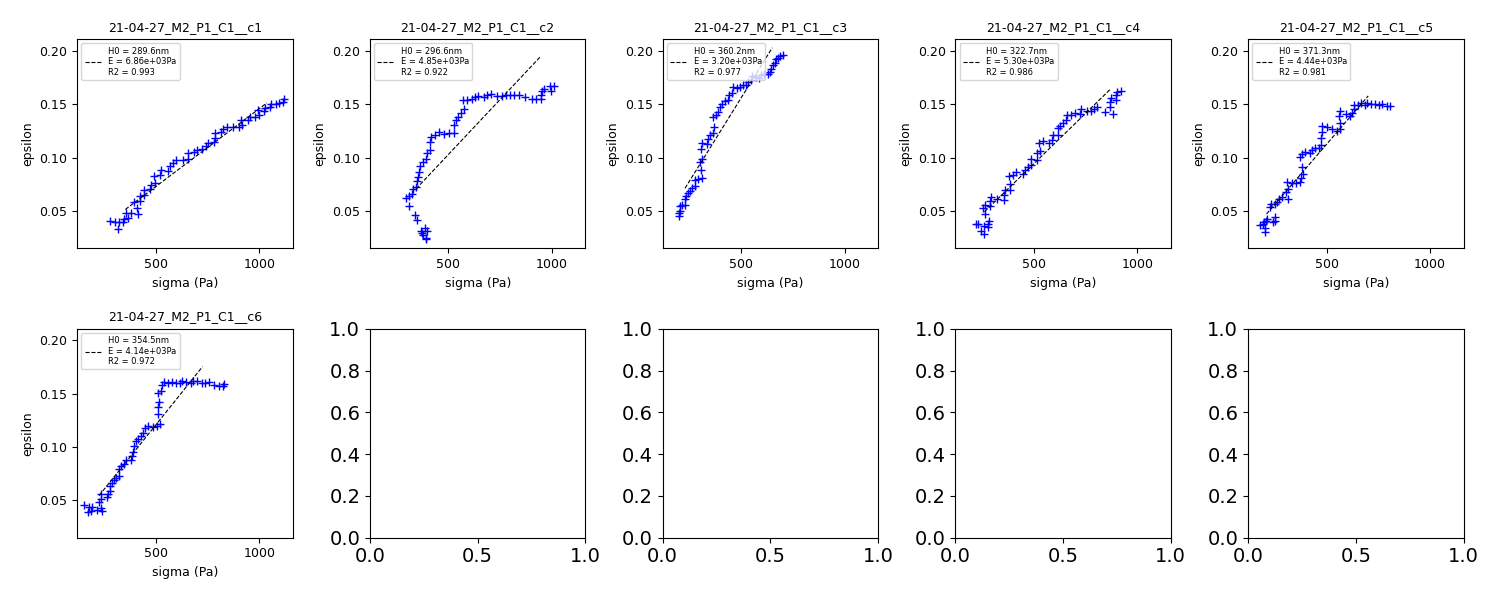 21-04-27_M2_P1_C1__c1
0.20
0.15
0.10
0.05
epsilon
H0 = 289.6nm
E = 6.86e+03Pa
R2 = 0.993
500
1000
sigma (Pa)
21-04-27_M2_P1_C1__c2
0.20
0.15
0.10
0.05
epsilon
H0 = 296.6nm
E = 4.85e+03Pa
R2 = 0.922
500
1000
sigma (Pa)
21-04-27_M2_P1_C1__c3
0.20
0.15
0.10
0.05
epsilon
H0 = 360.2nm
E = 3.20e+03Pa
R2 = 0.977
500
1000
sigma (Pa)
21-04-27_M2_P1_C1__c4
0.20
0.15
0.10
0.05
epsilon
H0 = 322.7nm
E = 5.30e+03Pa
R2 = 0.986
500
1000
sigma (Pa)
21-04-27_M2_P1_C1__c5
0.20
0.15
0.10
0.05
epsilon
H0 = 371.3nm
E = 4.44e+03Pa
R2 = 0.981
500
1000
sigma (Pa)
21-04-27_M2_P1_C1__c6
0.20
0.15
0.10
0.05
epsilon
H0 = 354.5nm
E = 4.14e+03Pa
R2 = 0.972
500
1000
sigma (Pa)
1.0
0.8
0.6
0.4
0.2
0.0
0.0
0.5
1.0
1.0
0.8
0.6
0.4
0.2
0.0
0.0
0.5
1.0
1.0
0.8
0.6
0.4
0.2
0.0
0.0
0.5
1.0
1.0
0.8
0.6
0.4
0.2
0.0
0.0
0.5
1.0